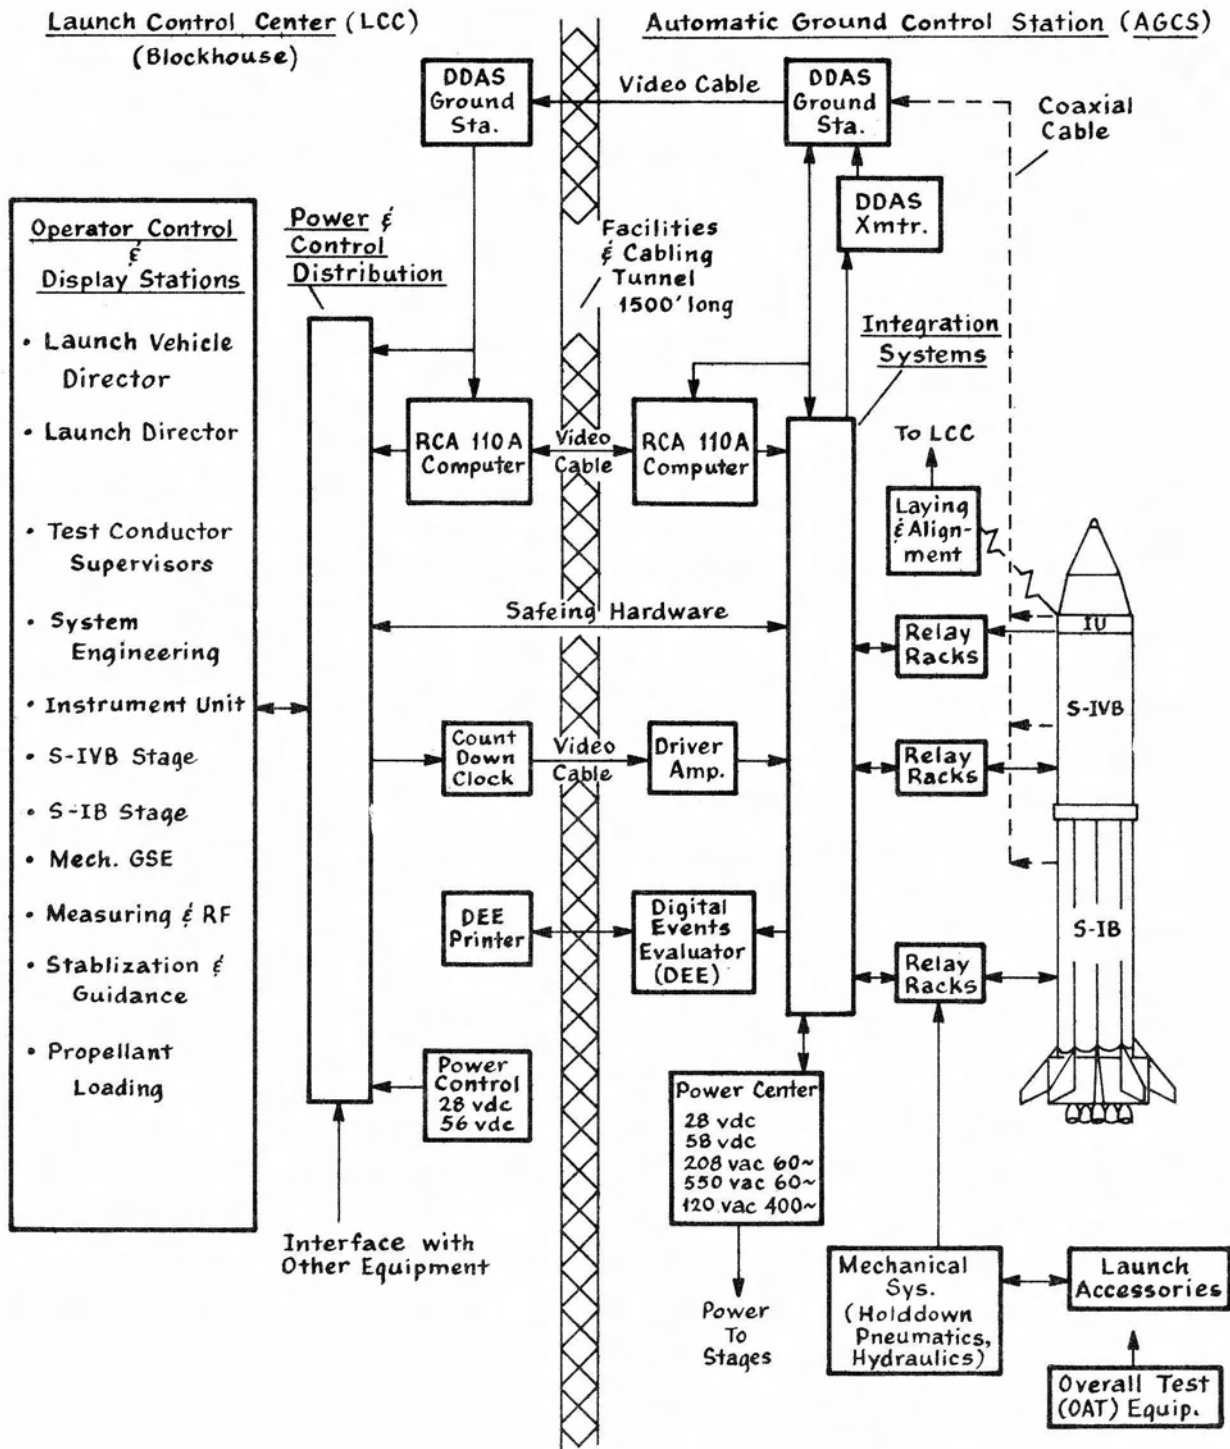 Launch Control Center (LCC)
(Blockhouse)
Automatic Ground Control Station (AGCS)
DDAS
Ground
Sta.
Video Cable
DDAS
Ground
Sta.
Coaxial
Cable
DDAS
Xmtr.
Operator Control
&
Display Stations
• Launch Vehicle
Director
• Launch Director
• Test Conductor
Supervisors
• System
Engineering
• Instrument Unit
• S-IVB Stage
• S-IB Stage
• Mech. GSE
• Measuring & RF
• Stablization &
Guidance
• Propellant
Loading
Power &
Control
Distribution
Facilities
& Cabling
Tunnel
1500' long
Integration
Systems
RCA 110A
Computer
Video
Cable
RCA 110A
Computer
To LCC
Laying
& Align-
ment
Safeing Hardware
Relay
Racks
IU
S-IVB
Count
Down
Clock
Video
Cable
Driver
Amp.
Relay
Racks
DEE
Printer
Digital
Events
Evaluator
(DEE)
Relay
Racks
S-IB
Power
Control
28 vdc
56 vdc
Power Center
28 vdc
58 vdc
208 vac 60~
550 vac 60~
120 vac 400~
Interface with
Other Equipment
Power
To
Stages
Mechanical
Sys.
(Holddown
Pneumatics,
Hydraulics)
Launch
Accessories
Overall Test
(OAT) Equip.